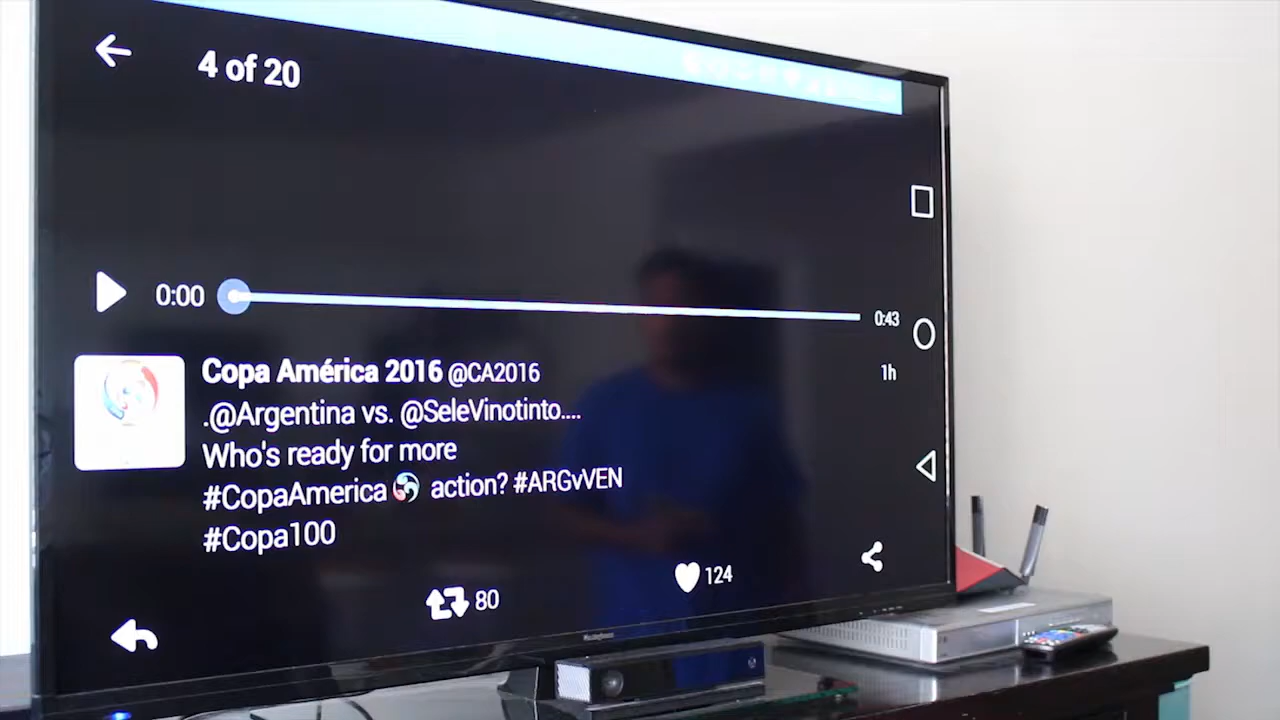 4 of 20
0:00
0:43
Copa América 2016 @CA2016
1h
.@Argentina vs. @SeleVinotinto....
Who's ready for more
#CopaAmerica action? #ARGvVEN
#Copa100
80
124
Westinghouse